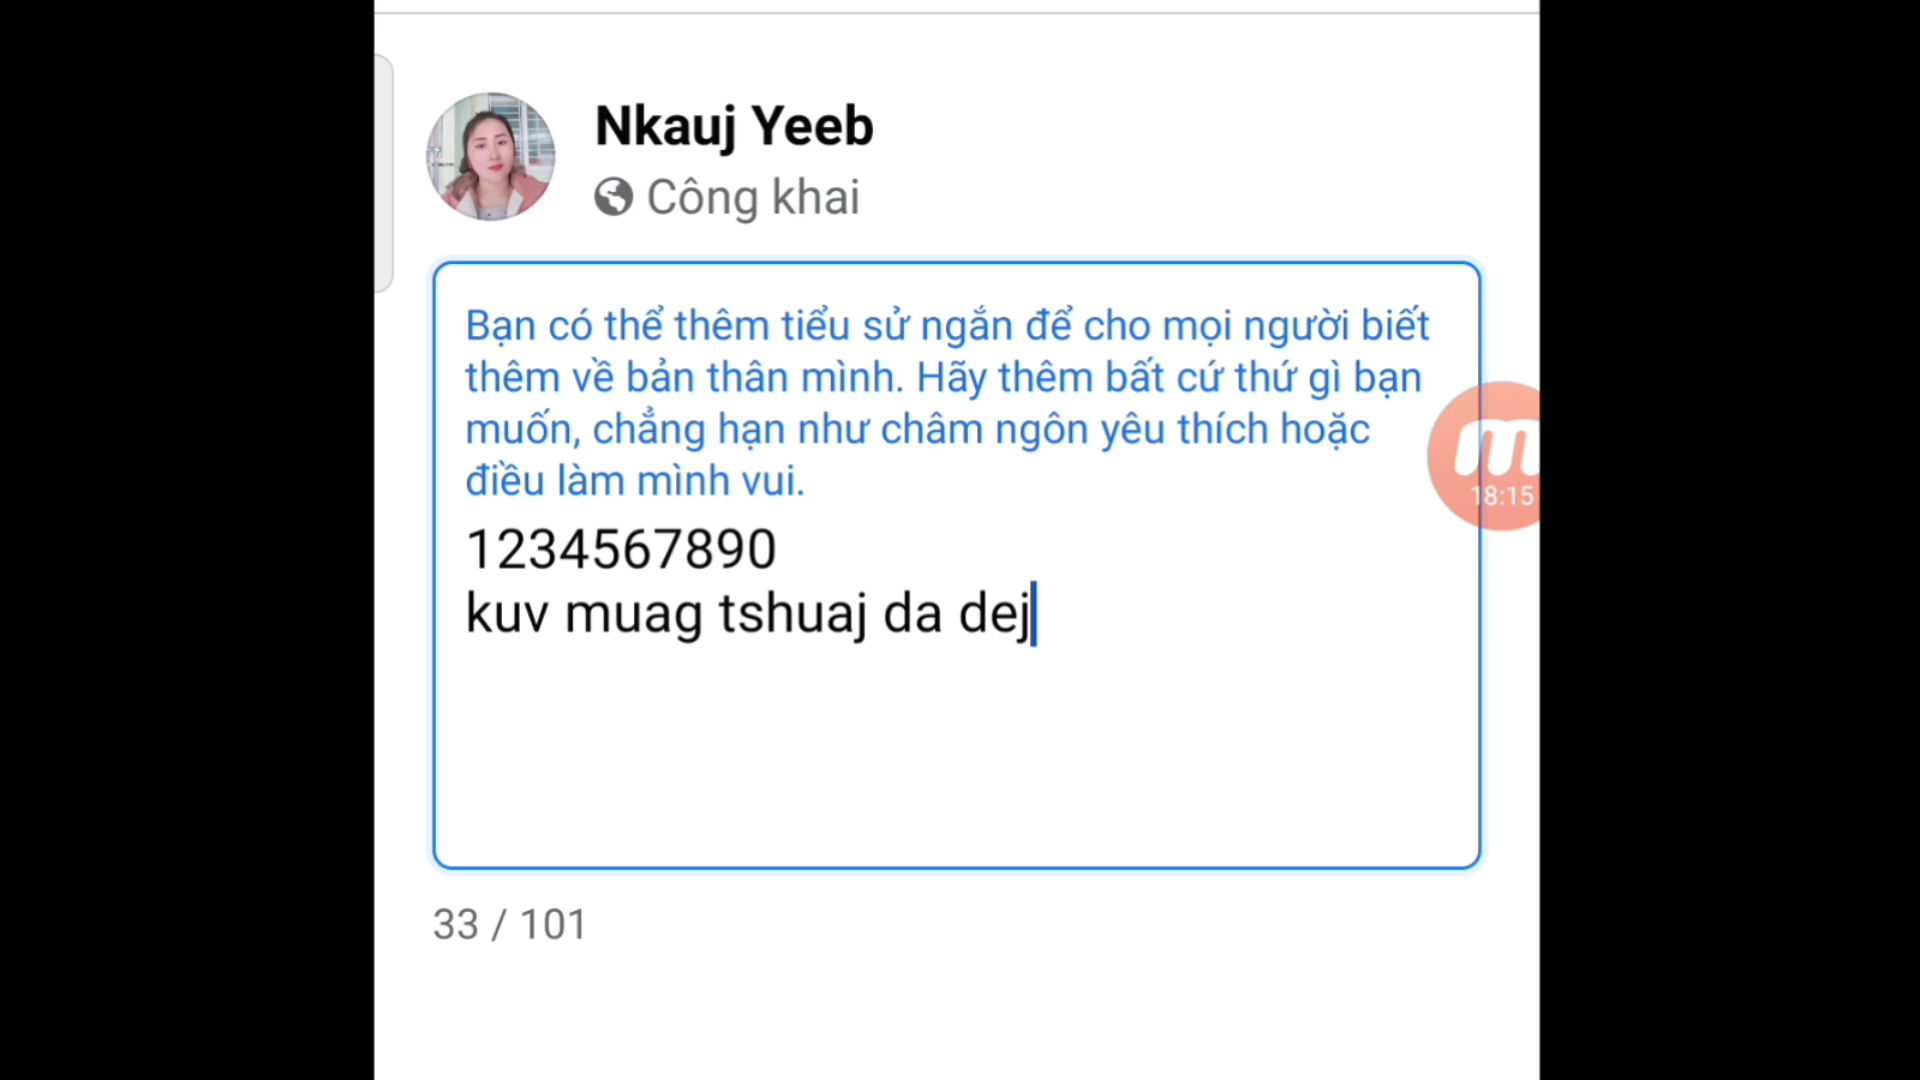 Nkauj Yeeb
Công khai
Bạn có thể thêm tiểu sử ngắn để cho mọi người biết
thêm về bản thân mình. Hãy thêm bất cứ thứ gì bạn
muốn, chẳng hạn như châm ngôn yêu thích hoặc
điều làm mình vui.
m
18:15
1234567890
kuv muag tshuaj da dej
33 / 101